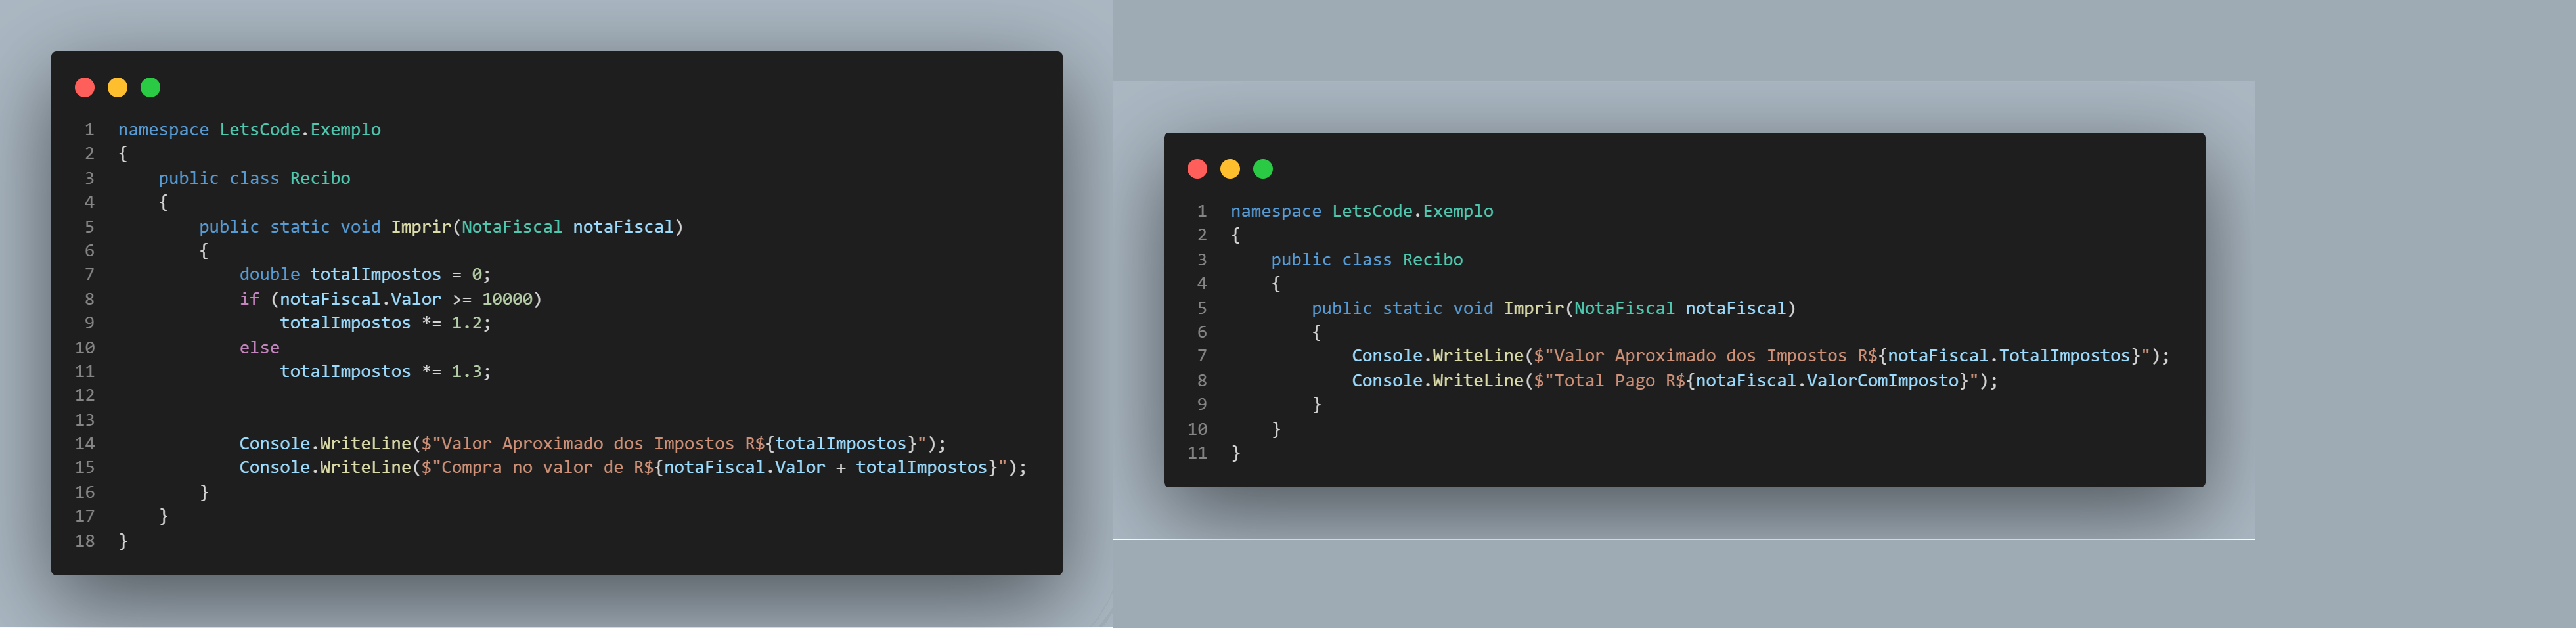 1 namespace LetsCode.Exemplo
2 {
3     public class Recibo
4     {
5         public static void Imprir(NotaFiscal notaFiscal)
6         {
7             double totalImpostos = 0;
8             if (notaFiscal.Valor >= 10000)
9                 totalImpostos *= 1.2;
10             else
11                 totalImpostos *= 1.3;
12
13
14             Console.WriteLine($"Valor Aproximado dos Impostos R${totalImpostos}");
15             Console.WriteLine($"Compra no valor de R${notaFiscal.Valor + totalImpostos}");
16         }
17     }
18 }
1 namespace LetsCode.Exemplo
2 {
3     public class Recibo
4     {
5         public static void Imprir(NotaFiscal notaFiscal)
6         {
7             Console.WriteLine($"Valor Aproximado dos Impostos R${notaFiscal.TotalImpostos}");
8             Console.WriteLine($"Total Pago R${notaFiscal.ValorComImposto}");
9         }
10     }
11 }